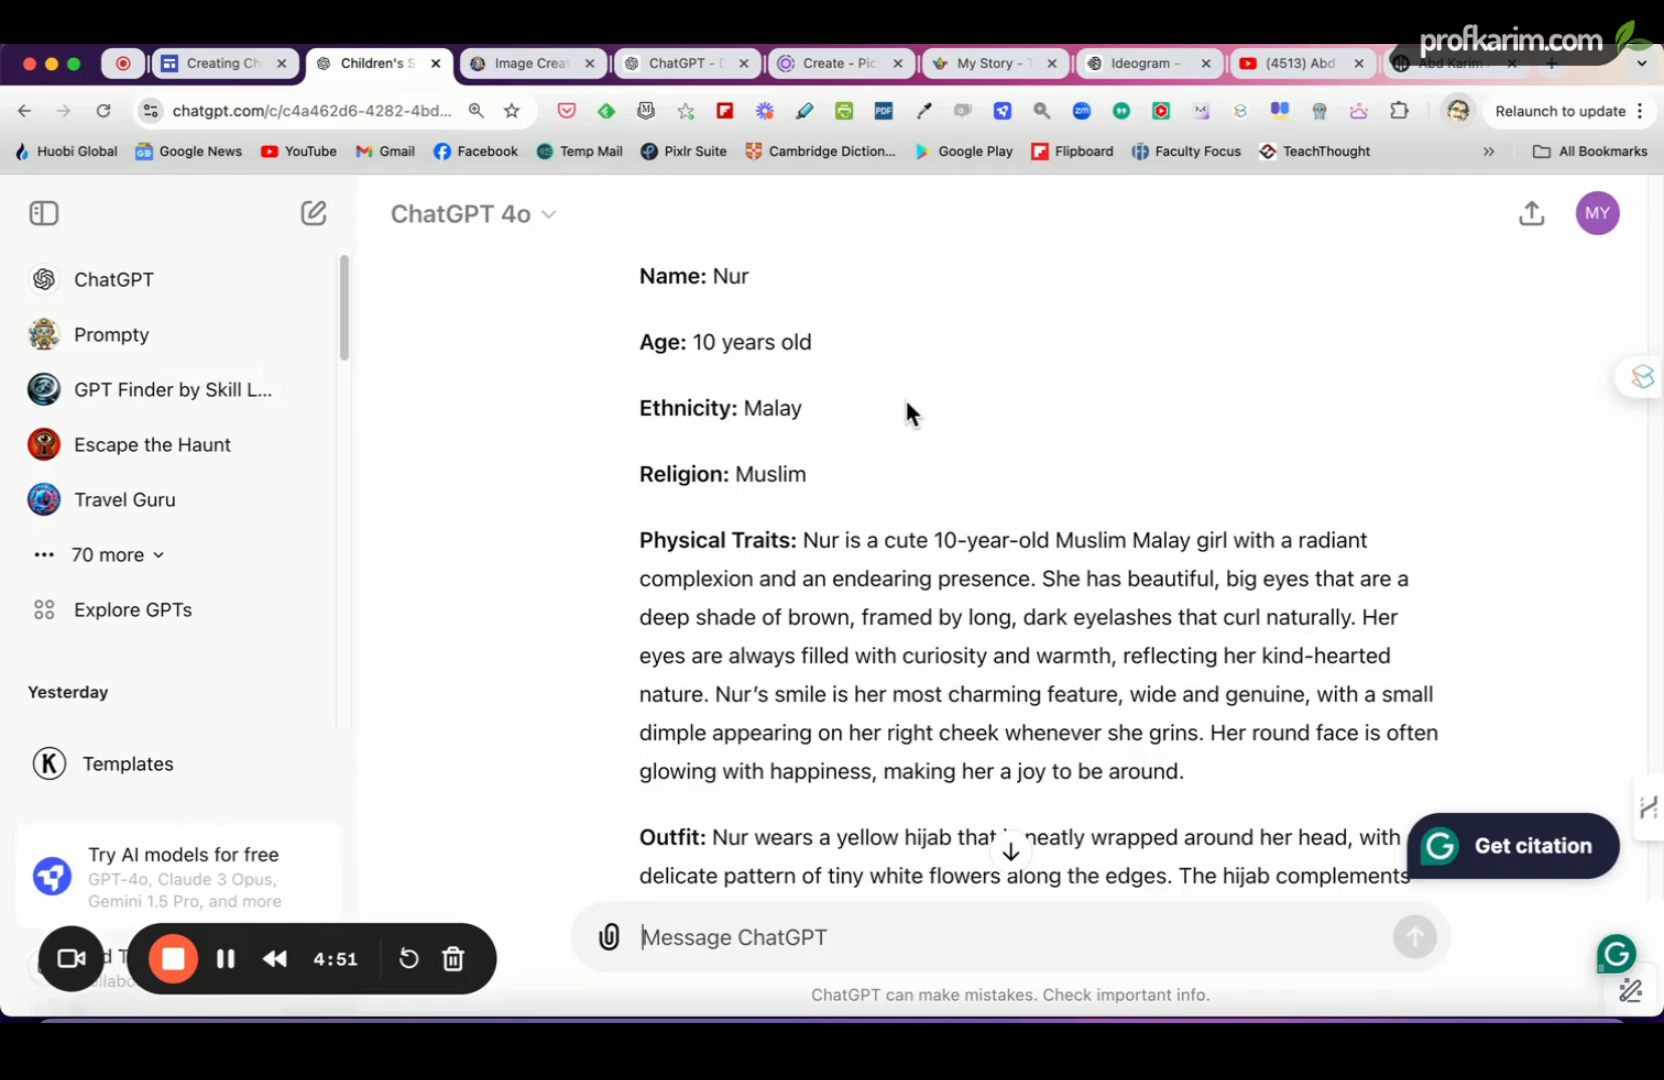 profkarim.com
Creating Ch
Children's S
Image Crea
ChatGPT - D
Create - Pic
My Story - T
Ideogram –
(4513) Abd
Abd Karim
chatgpt.com/c/c4a462d6-4282-4bd...
PDF
zm
Relaunch to update
Huobi Global
Google News
YouTube
Gmail
Facebook
Temp Mail
Pixlr Suite
Cambridge Diction...
Google Play
Flipboard
Faculty Focus
TeachThought
All Bookmarks
ChatGPT 4o
MY
ChatGPT
Prompty
GPT Finder by Skill L...
Escape the Haunt
Travel Guru
70 more
Explore GPTs
Yesterday
Templates
Try AI models for free
GPT-4o, Claude 3 Opus,
Gemini 1.5 Pro, and more
4:51
Name: Nur
Age: 10 years old
Ethnicity: Malay
Religion: Muslim
Physical Traits: Nur is a cute 10-year-old Muslim Malay girl with a radiant
complexion and an endearing presence. She has beautiful, big eyes that are a
deep shade of brown, framed by long, dark eyelashes that curl naturally. Her
eyes are always filled with curiosity and warmth, reflecting her kind-hearted
nature. Nur's smile is her most charming feature, wide and genuine, with a small
dimple appearing on her right cheek whenever she grins. Her round face is often
glowing with happiness, making her a joy to be around.
Outfit: Nur wears a yellow hijab that neatly wrapped around her head, with
delicate pattern of tiny white flowers along the edges. The hijab complements
Get citation
Message ChatGPT
ChatGPT can make mistakes. Check important info.